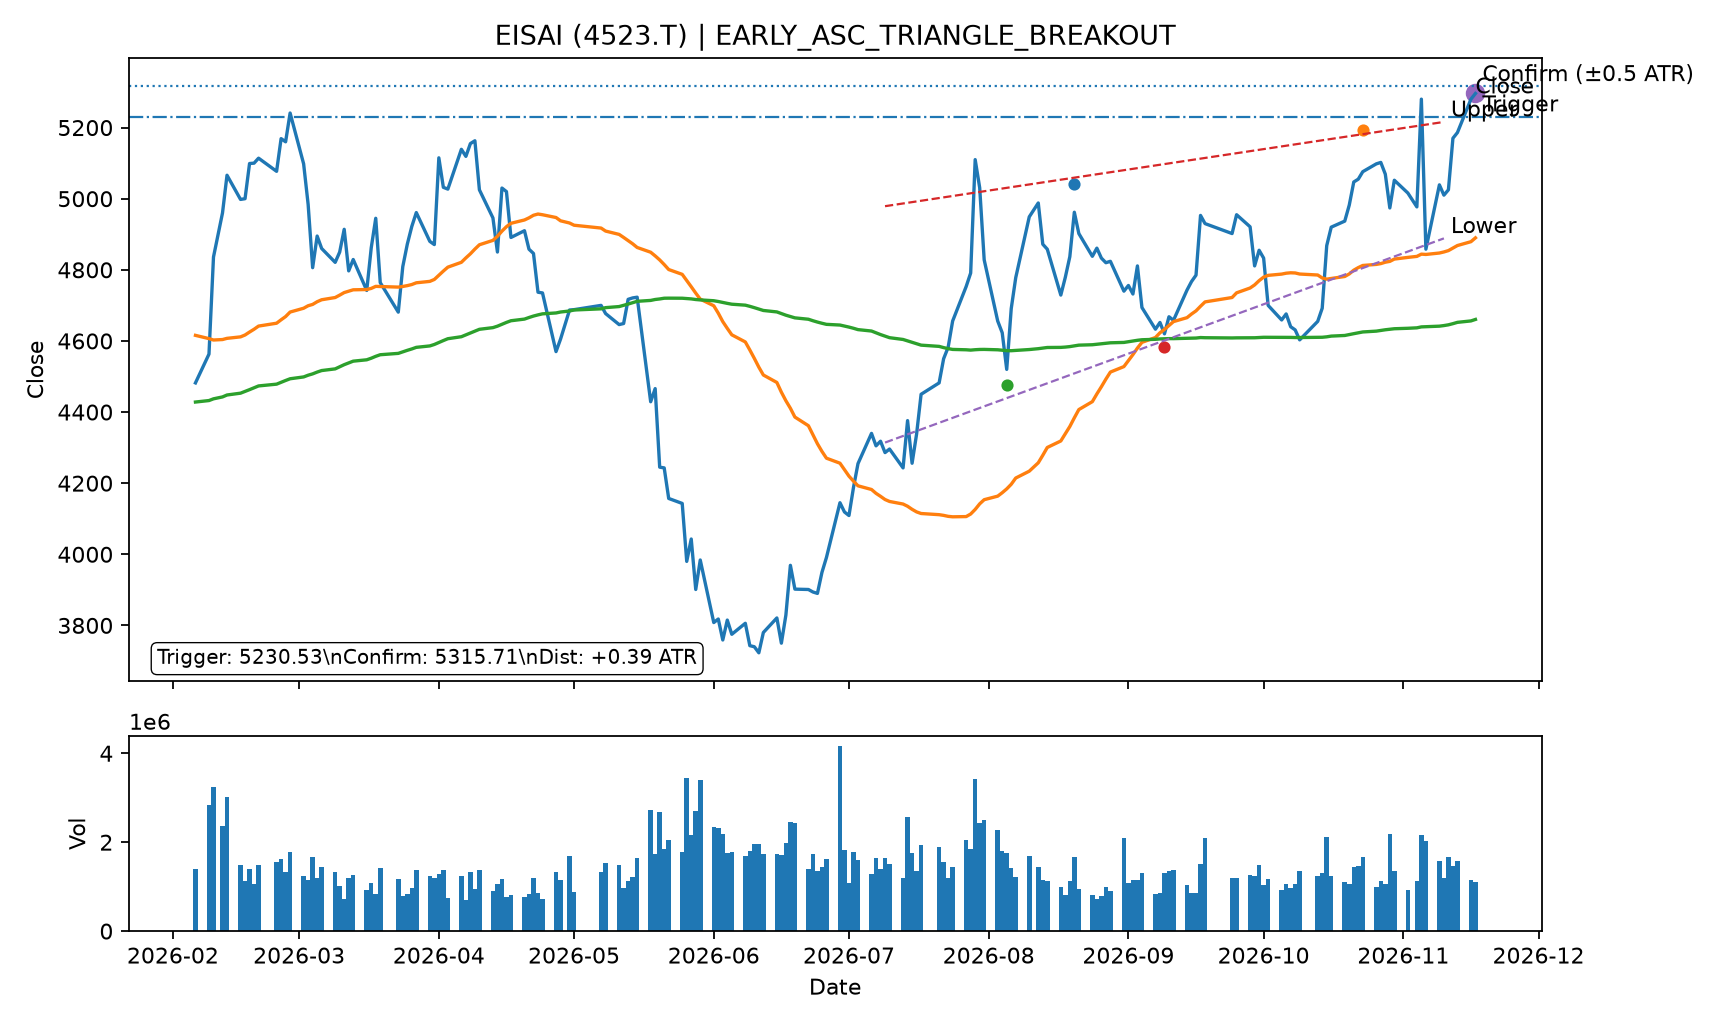 EISAI (4523.T) | EARLY_ASC_TRIANGLE_BREAKOUT
Confirm (±0.5 ATR)
Close
Trigger
Upper
Lower
Close
5200
5000
4800
4600
4400
4200
4000
3800
Trigger: 5230.53\nConfirm: 5315.71\nDist: +0.39 ATR
1e6
Vol
4
2
0
2026-02 2026-03 2026-04 2026-05 2026-06 2026-07 2026-08 2026-09 2026-10 2026-11 2026-12
Date